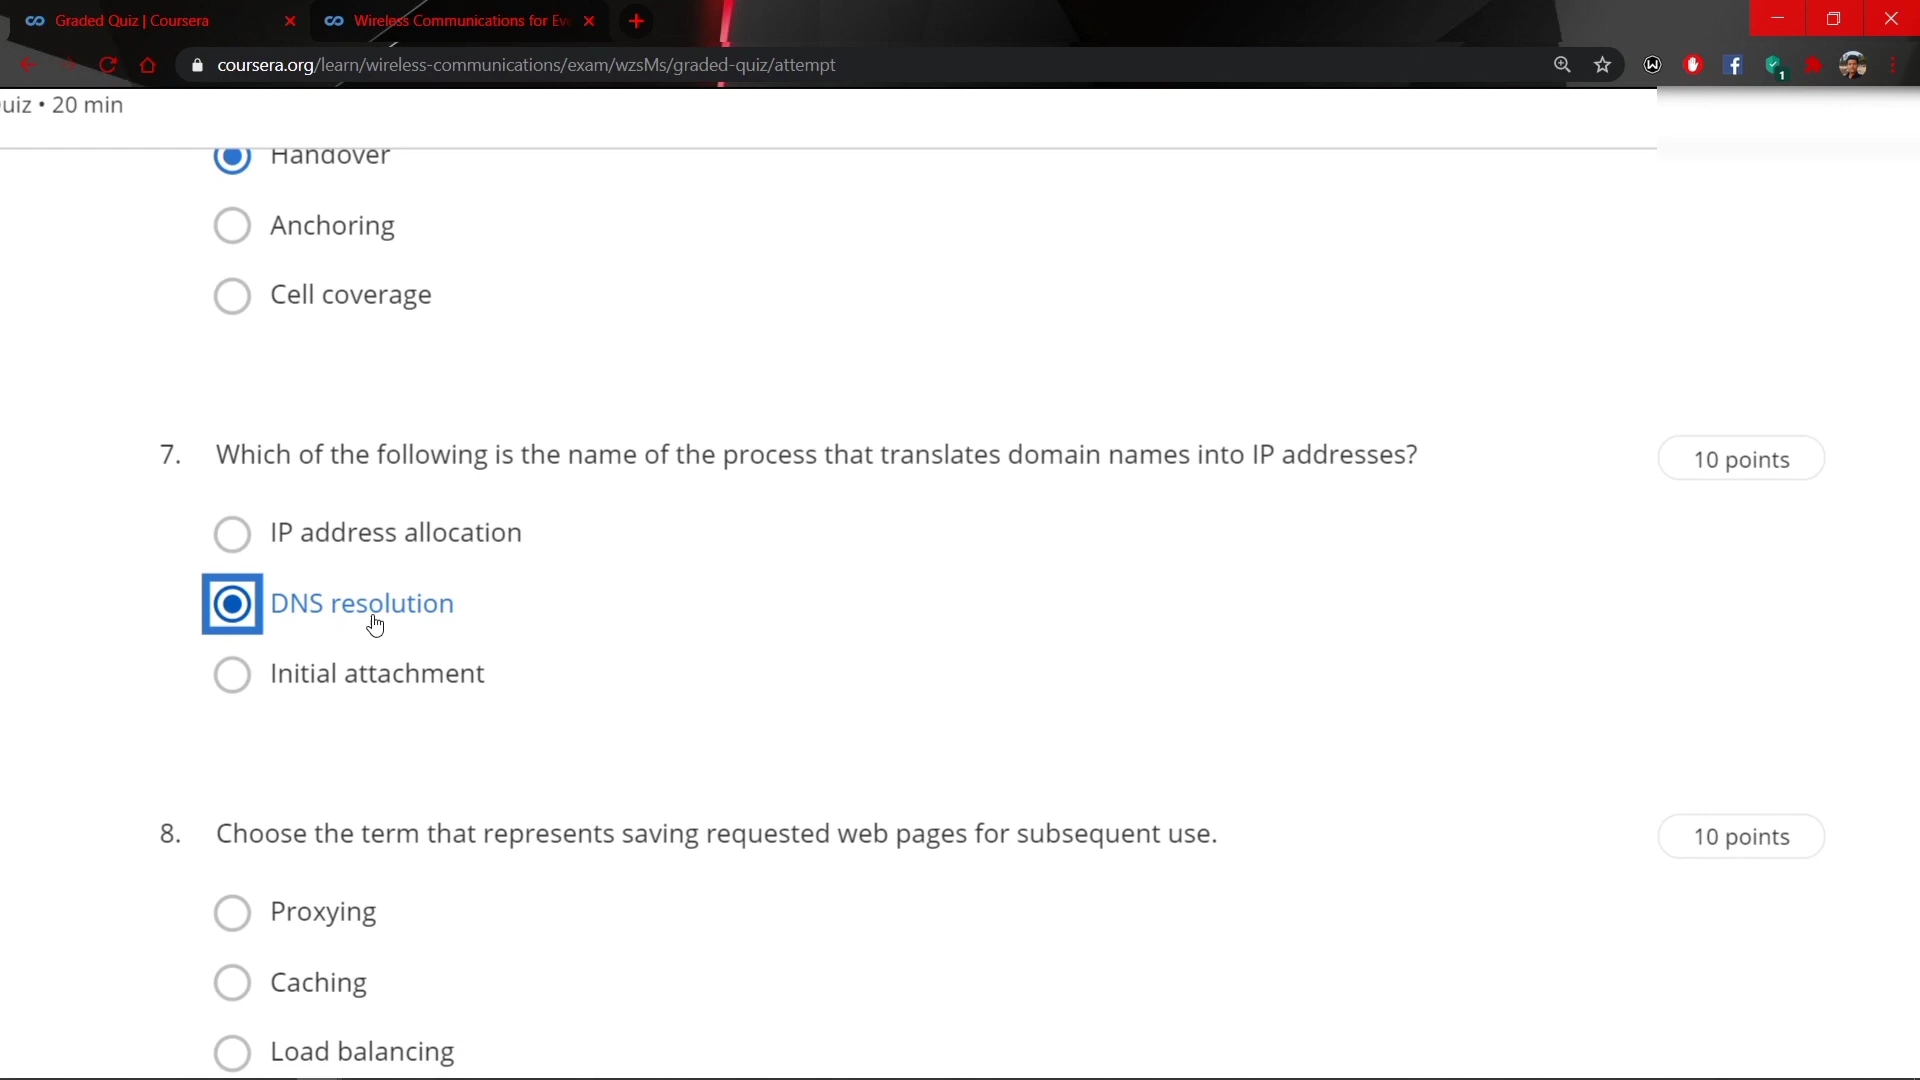 Graded Quiz | Coursera
Wireless Communications for Eve
coursera.org/learn/wireless-communications/exam/wzsMs/graded-quiz/attempt
1
uiz • 20 min
Handover
Anchoring
Cell coverage
7. Which of the following is the name of the process that translates domain names into IP addresses?
10 points
IP address allocation
DNS resolution
Initial attachment
8. Choose the term that represents saving requested web pages for subsequent use.
10 points
Proxying
Caching
Load balancing